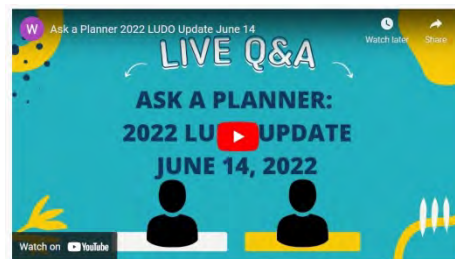 W
Ask a Planner 2022 LUDO Update June 14
Watch later
Share
LIVE Q&A
ASK A PLANNER:
2022 LU UPDATE
JUNE 14, 2022
Watch on YouTube